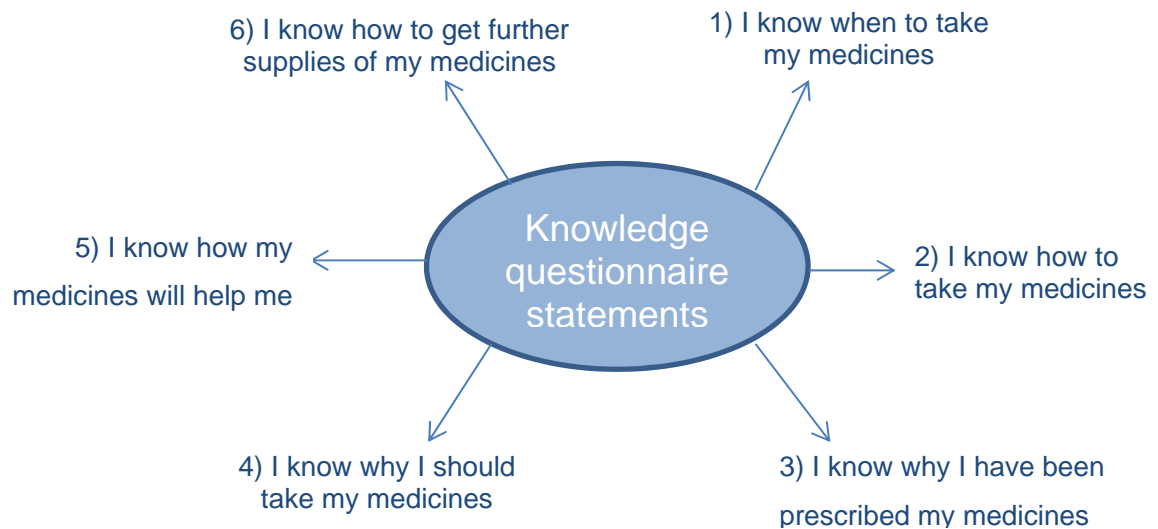 Knowledge
questionnaire
statements
1) I know when to take
my medicines
2) I know how to
take my medicines
3) I know why I have been
prescribed my medicines
4) I know why I should
take my medicines
5) I know how my
medicines will help me
6) I know how to get further
supplies of my medicines